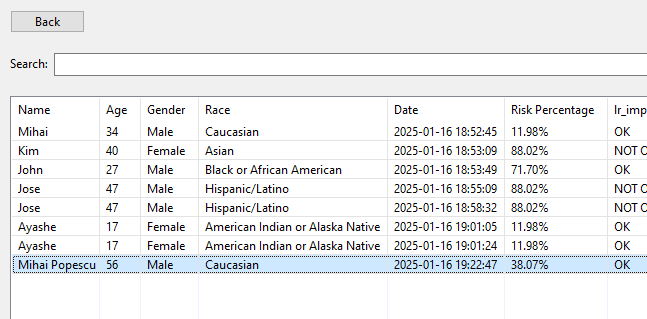 Back
Search:
Name Age Gender Race Date Risk Percentage lr_imp
Mihai 34 Male Caucasian 2025-01-16 18:52:45 11.98% OK
Kim 40 Female Asian 2025-01-16 18:53:09 88.02% NOT O
John 27 Male Black or African American 2025-01-16 18:53:49 71.70% OK
Jose 47 Male Hispanic/Latino 2025-01-16 18:55:09 88.02% NOT O
Jose 47 Male Hispanic/Latino 2025-01-16 18:58:32 88.02% NOT O
Ayashe 17 Female American Indian or Alaska Native 2025-01-16 19:01:05 11.98% OK
Ayashe 17 Female American Indian or Alaska Native 2025-01-16 19:01:24 11.98% OK
Mihai Popescu 56 Male Caucasian 2025-01-16 19:22:47 38.07% OK